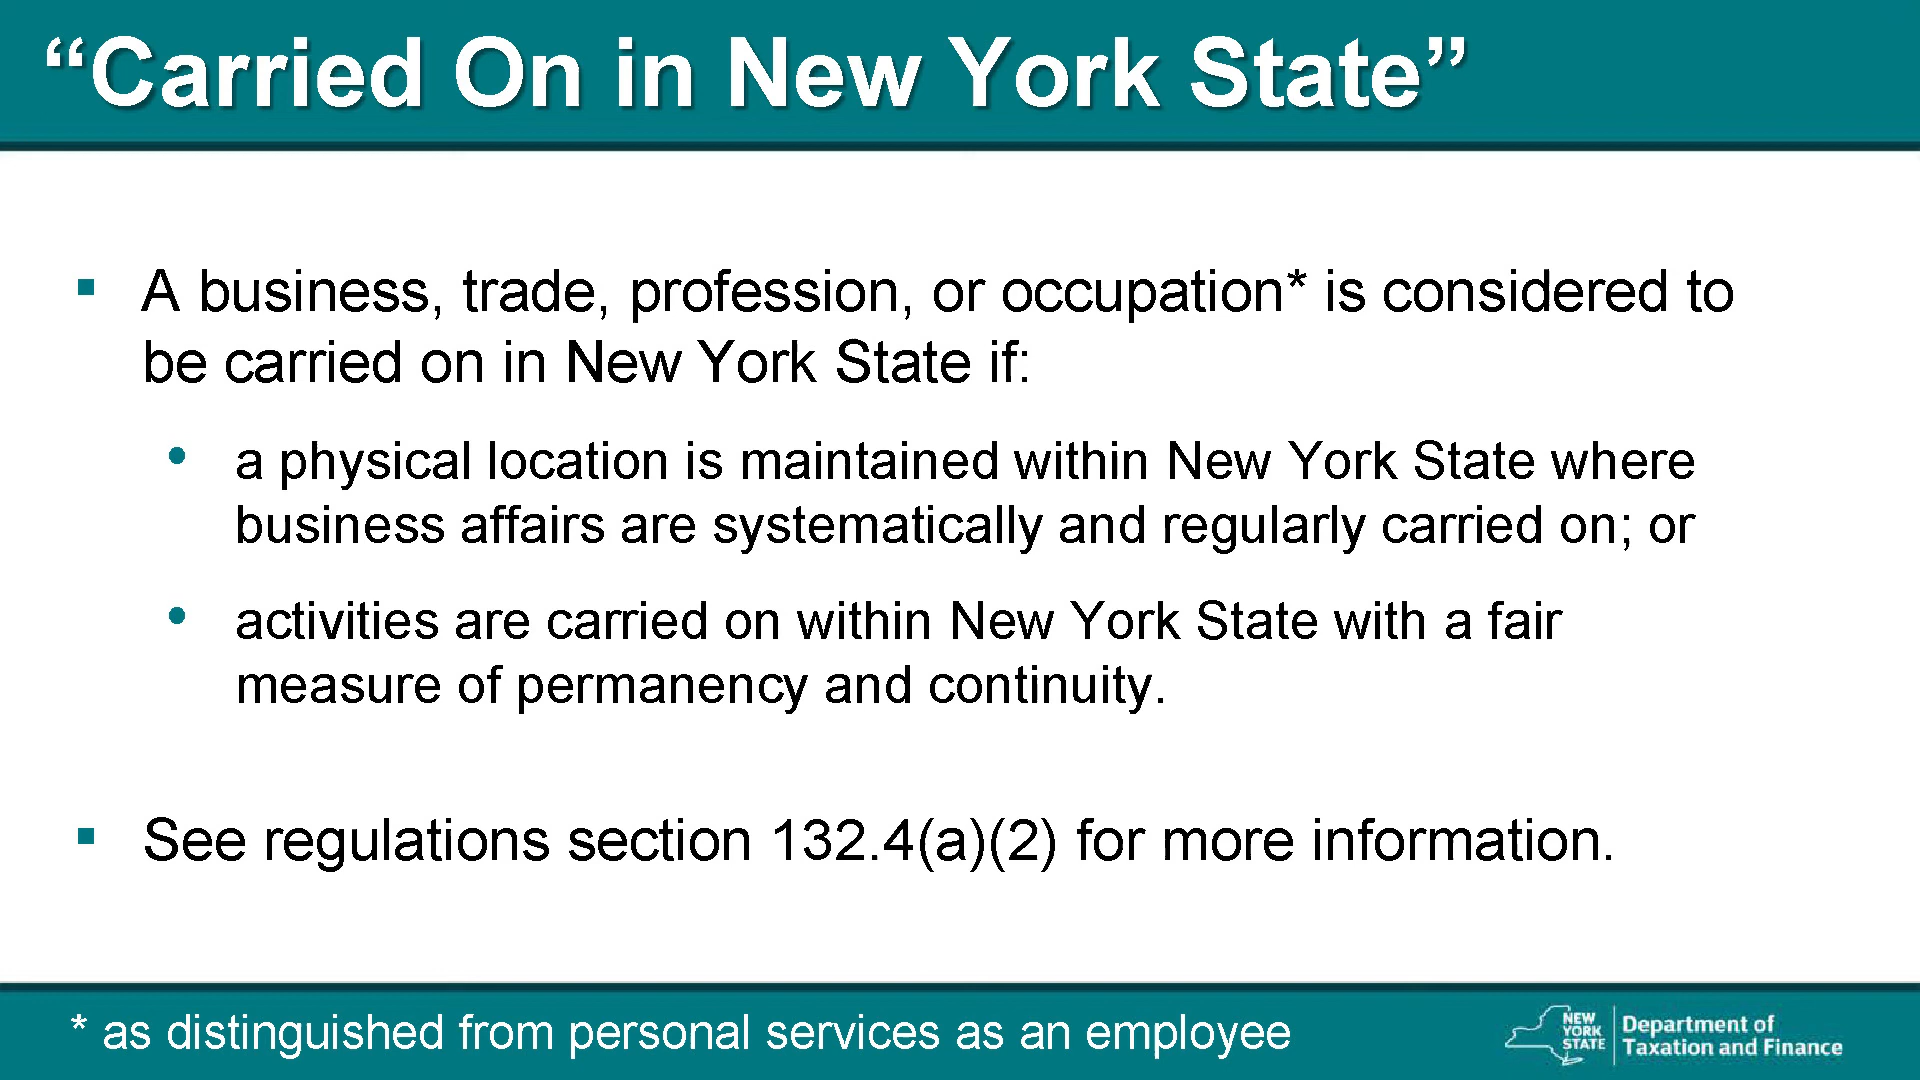 “Carried On in New York State”
▪ A business, trade, profession, or occupation* is considered to
be carried on in New York State if:
• a physical location is maintained within New York State where
business affairs are systematically and regularly carried on; or
• activities are carried on within New York State with a fair
measure of permanency and continuity.
▪ See regulations section 132.4(a)(2) for more information.
* as distinguished from personal services as an employee
NEW
YORK
STATE
Department of
Taxation and Finance